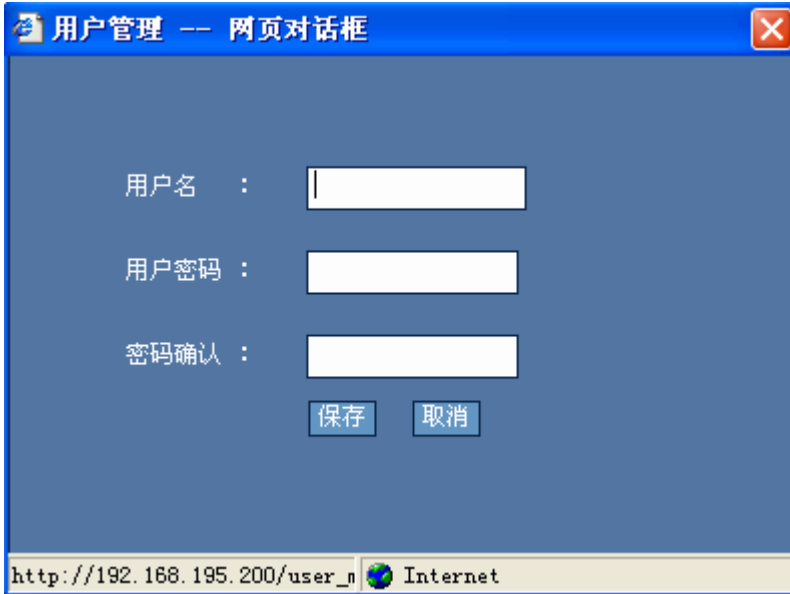 用户管理 -- 网页对话框
用户名 :
用户密码 :
密码确认 :
保存 取消
http://192.168.195.200/user_m Internet